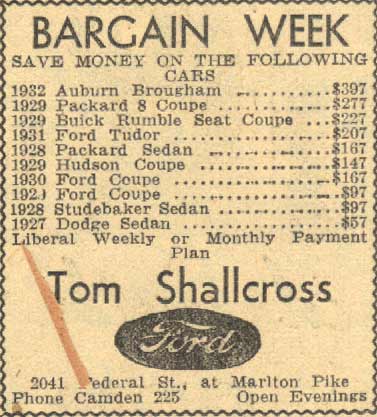 BARGAIN WEEK
SAVE MONEY ON THE FOLLOWING
CARS
1932 Auburn Brougham ............$397
1929 Packard 8 Coupe ............$277
1929 Buick Rumble Seat Coupe ...$227
1931 Ford Tudor .................$207
1928 Packard Sedan ..............$167
1929 Hudson Coupe ...............$147
1930 Ford Coupe .................$167
1929 Ford Coupe ..................$97
1928 Studebaker Sedan ............$97
1927 Dodge Sedan .................$57
Liberal Weekly or Monthly Payment
Plan
Tom Shallcross
Ford
2041 Federal St., at Marlton Pike
Phone Camden 225 Open Evenings